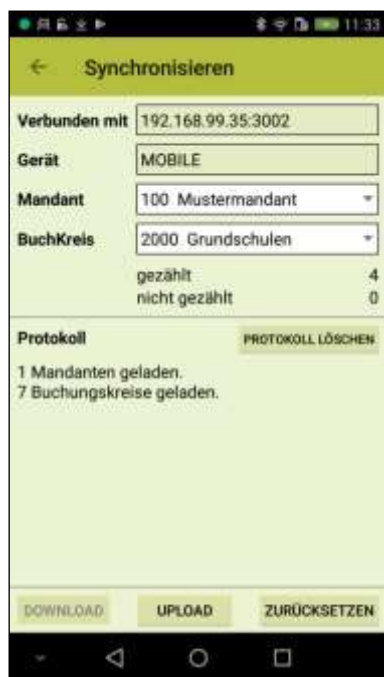 11:33
Synchronisieren
Verbunden mit 192.168.99.35:3002
Gerät MOBILE
Mandant 100 Mustermandant
BuchKreis 2000 Grundschulen
gezählt 4
nicht gezählt 0
Protokoll PROTOKOLL LÖSCHEN
1 Mandanten geladen.
7 Buchungskreise geladen.
DOWNLOAD UPLOAD ZURÜCKSETZEN